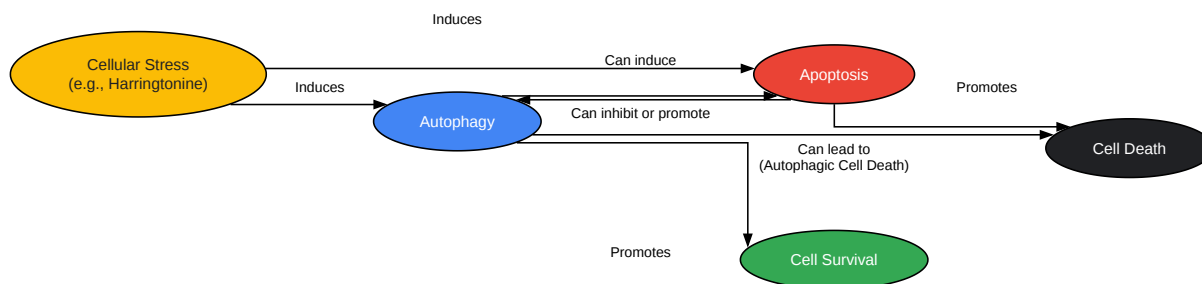 Induces
Cellular Stress
(e.g., Harringtonine)
Can induce
Apoptosis
Induces
Promotes
Autophagy
Can inhibit or promote
Can lead to
(Autophagic Cell Death)
Cell Death
Promotes
Cell Survival